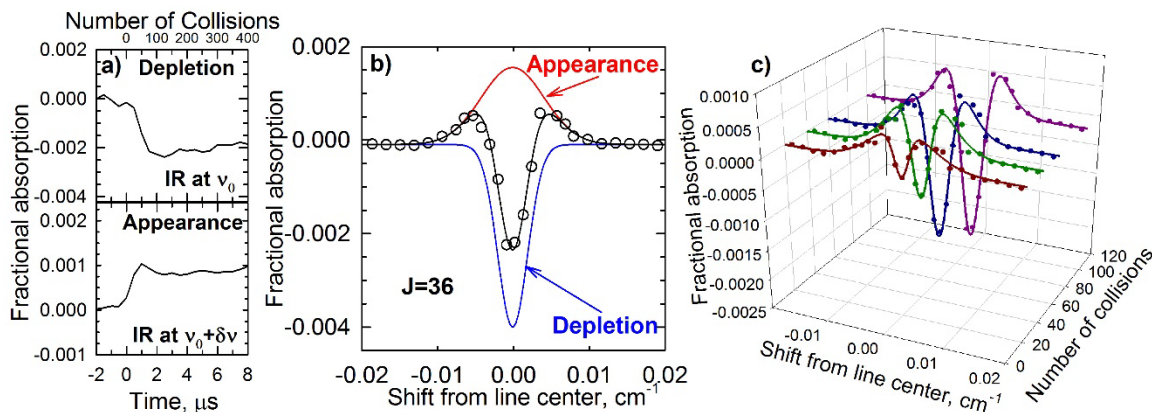 Number of Collisions
0 100 200 300 400
a)
0.002
0.000
-0.002
-0.004
Depletion
IR at ν0
0.002
0.001
0.000
-0.001
Appearance
IR at ν0+δν
Fractional absorption
-2 0 2 4 6 8
Time, μs
b)
0.002
0.000
-0.002
-0.004
Fractional absorption
Appearance
J=36
Depletion
-0.02 -0.01 0.00 0.01 0.02
Shift from line center, cm-1
c)
0.0010
0.0005
0.0000
-0.0005
-0.0010
-0.0015
-0.0020
-0.0025
Fractional absorption
-0.01 0.00 0.01 0.02
Shift from line center, cm-1
0 20 40 60 80 100 120
Number of collisions